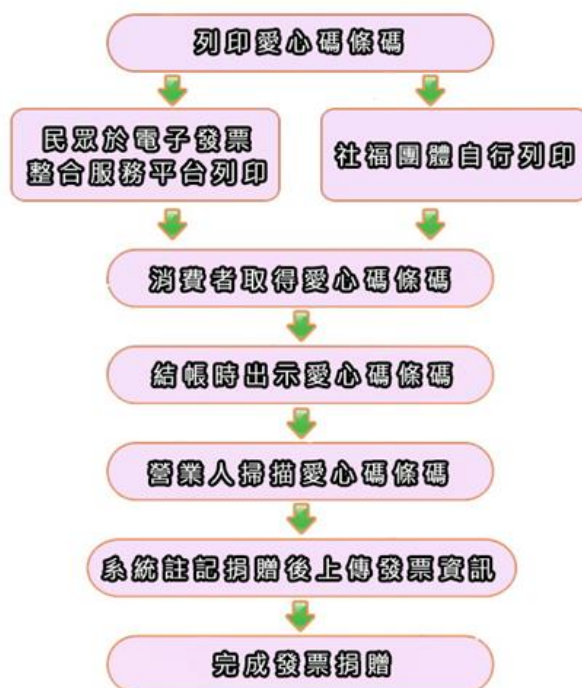 列印愛心碼條碼
民眾於電子發票
整合服務平台列印
社福團體自行列印
消費者取得愛心碼條碼
結帳時出示愛心碼條碼
營業人掃描愛心碼條碼
系統註記捐贈後上傳發票資訊
完成發票捐贈